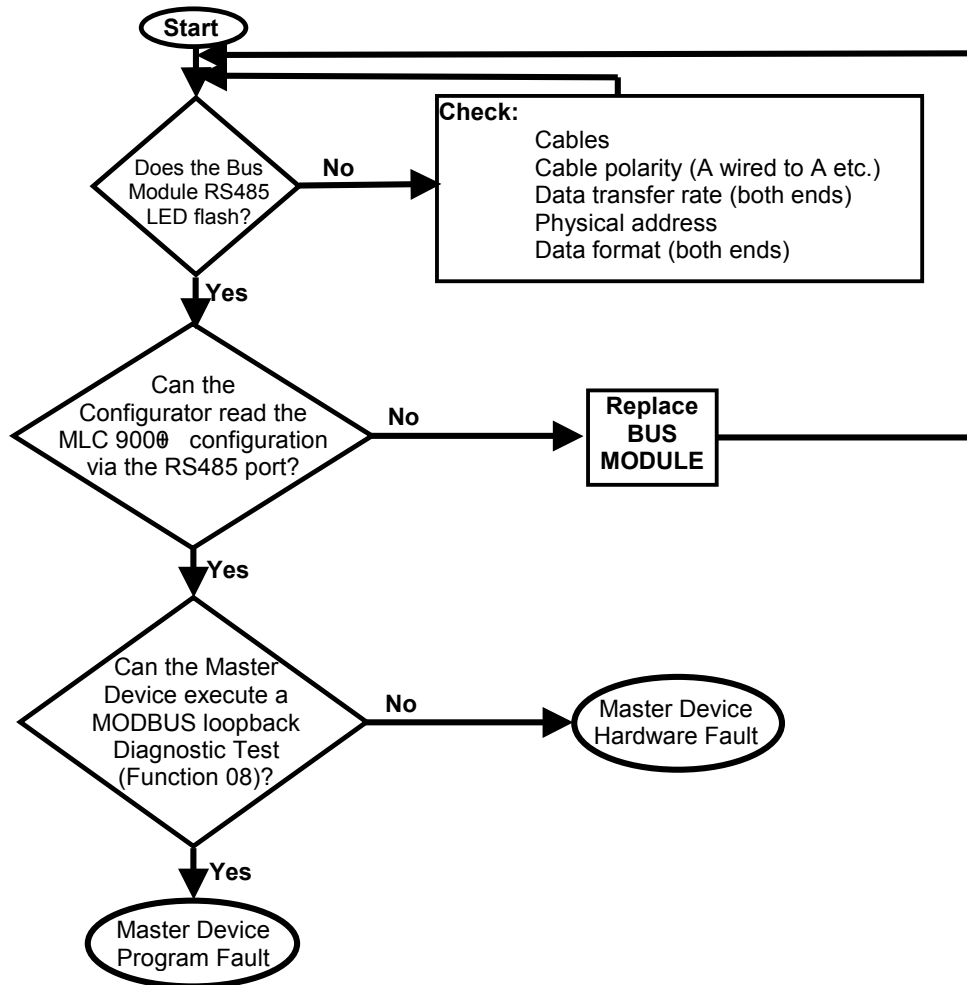 Start
Does the Bus
Module RS485
LED flash?
No
Check:
Cables
Cable polarity (A wired to A etc.)
Data transfer rate (both ends)
Physical address
Data format (both ends)
Yes
Can the
Configurator read the
MLC 9000 configuration
via the RS485 port?
No
Replace
BUS
MODULE
Yes
Can the Master
Device execute a
MODBUS loopback
Diagnostic Test
(Function 08)?
No
Master Device
Hardware Fault
Yes
Master Device
Program Fault